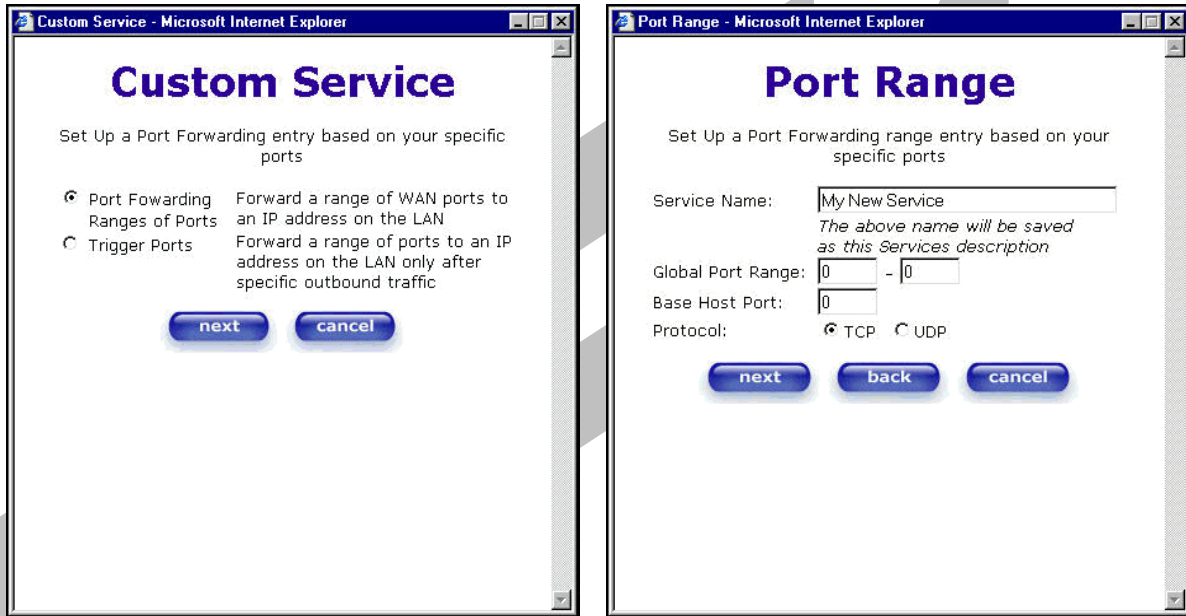 Custom Service - Microsoft Internet Explorer
Custom Service
Set Up a Port Forwarding entry based on your specific
ports
Port Fowarding
Ranges of Ports
Forward a range of WAN ports to
an IP address on the LAN
Trigger Ports
Forward a range of ports to an IP
address on the LAN only after
specific outbound traffic
next
cancel
Port Range - Microsoft Internet Explorer
Port Range
Set Up a Port Forwarding range entry based on your
specific ports
Service Name: My New Service
The above name will be saved
as this Services description
Global Port Range: 0 - 0
Base Host Port: 0
Protocol: TCP UDP
next back cancel